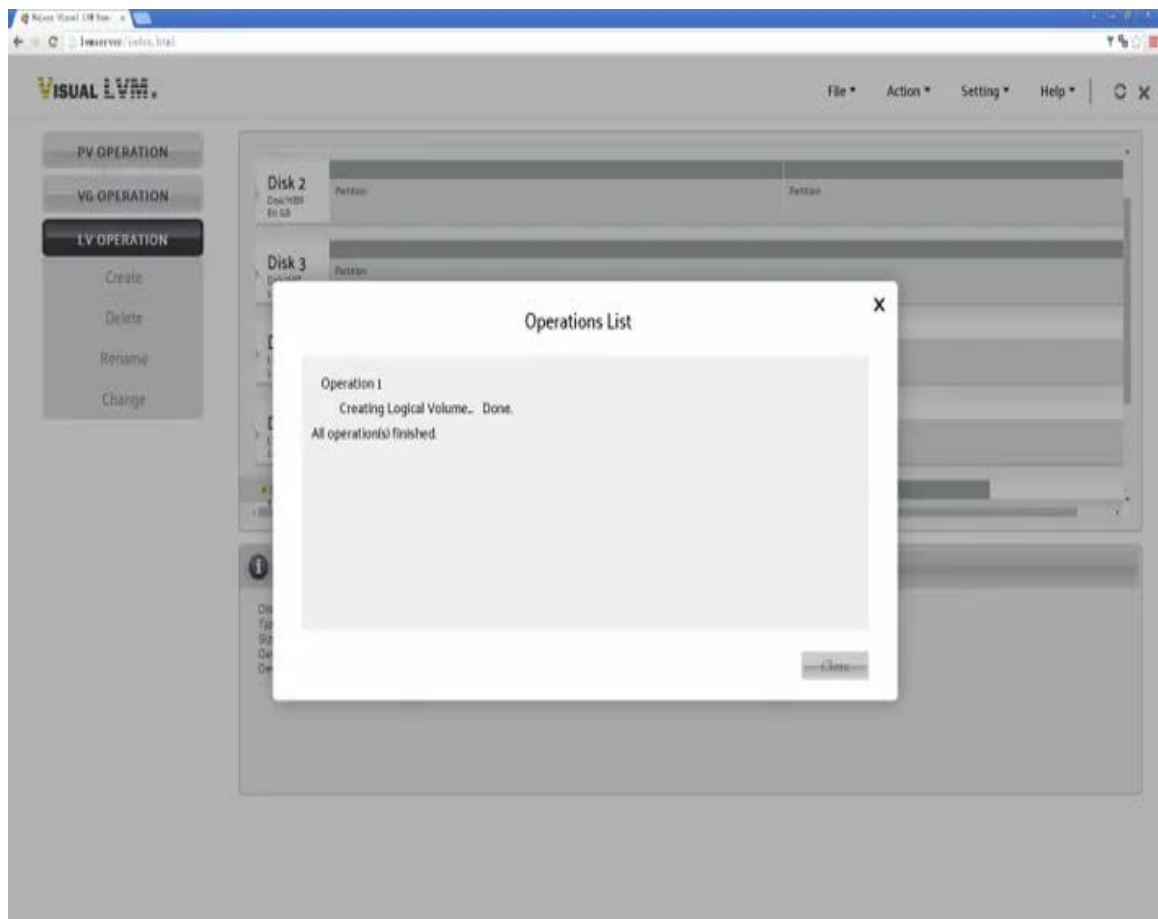 VISUAL LVM.
File Action Setting Help
PV OPERATION
VG OPERATION
LV OPERATION
Create
Delete
Rename
Change
Disk 2
Partition
Partition
Disk 3
Partition
Operations List
X
Operation 1
Creating Logical Volume... Done.
All operation(s) finished.
Close